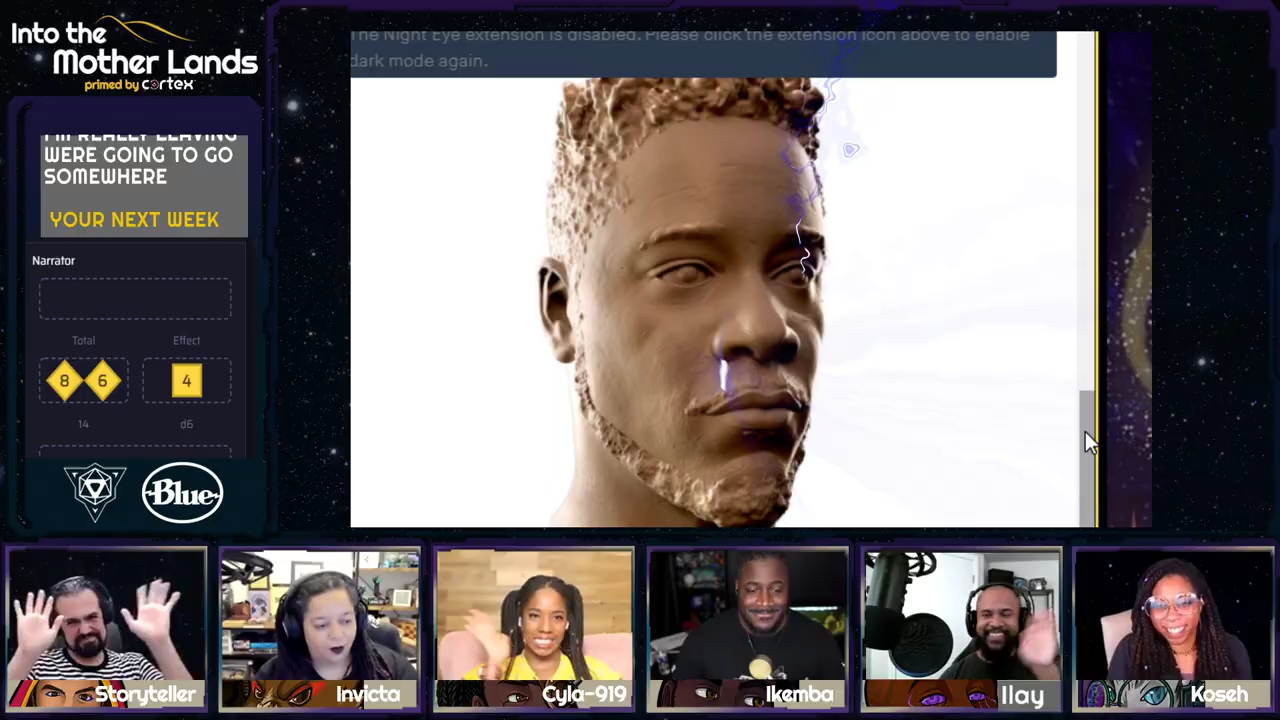 Into the
Mother Lands
primed by cortex
The Night Eye extension is disabled. Please click the extension icon above to enable
dark mode again.
I'M REALLY LEAVING
WERE GOING TO GO
SOMEWHERE
YOUR NEXT WEEK
Narrator
Total
Effect
8
6
4
14
d6
Blue
Storyteller
Invicta
Cyla-919
Ikemba
Ilay
Koseh